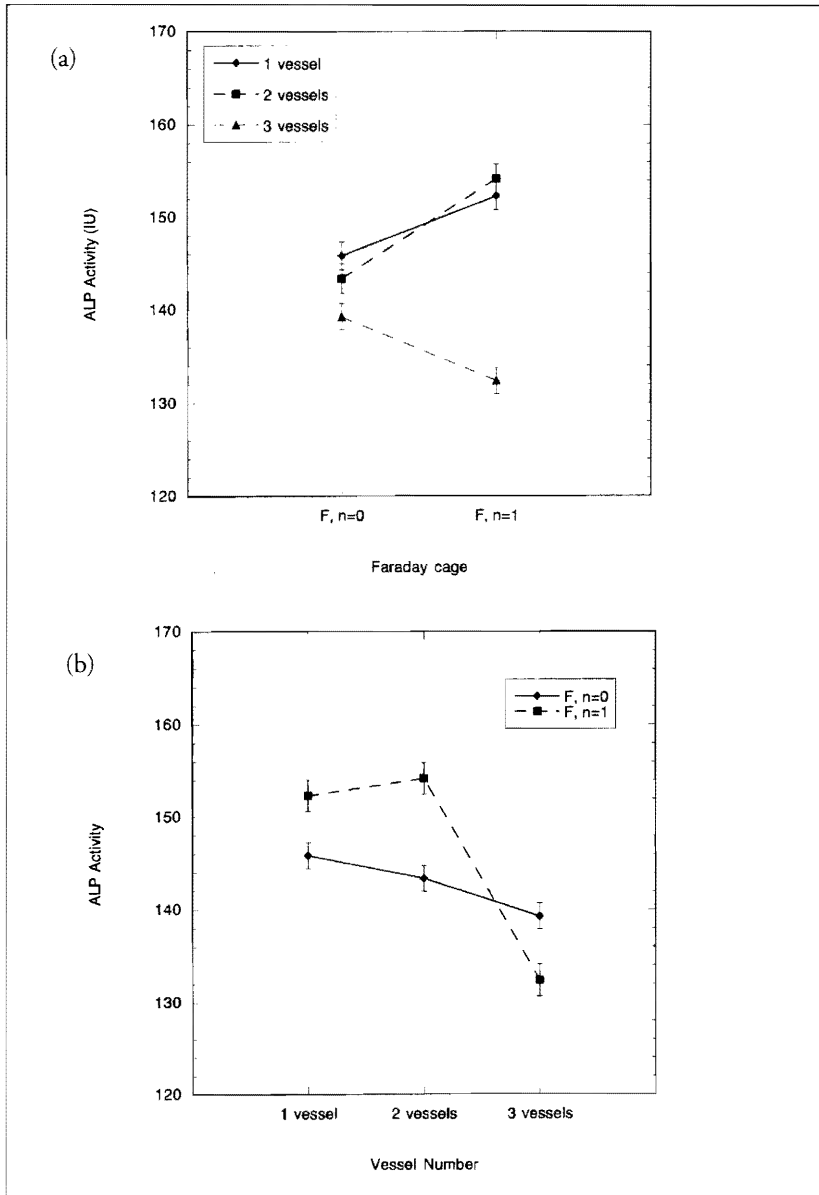 (a)
170
160
150
140
130
120
1 vessel
2 vessels
3 vessels
ALP Activity (IU)
F, n=0
F, n=1
Faraday cage
(b)
170
160
150
140
130
120
F, n=0
F, n=1
ALP Activity
1 vessel
2 vessels
3 vessels
Vessel Number